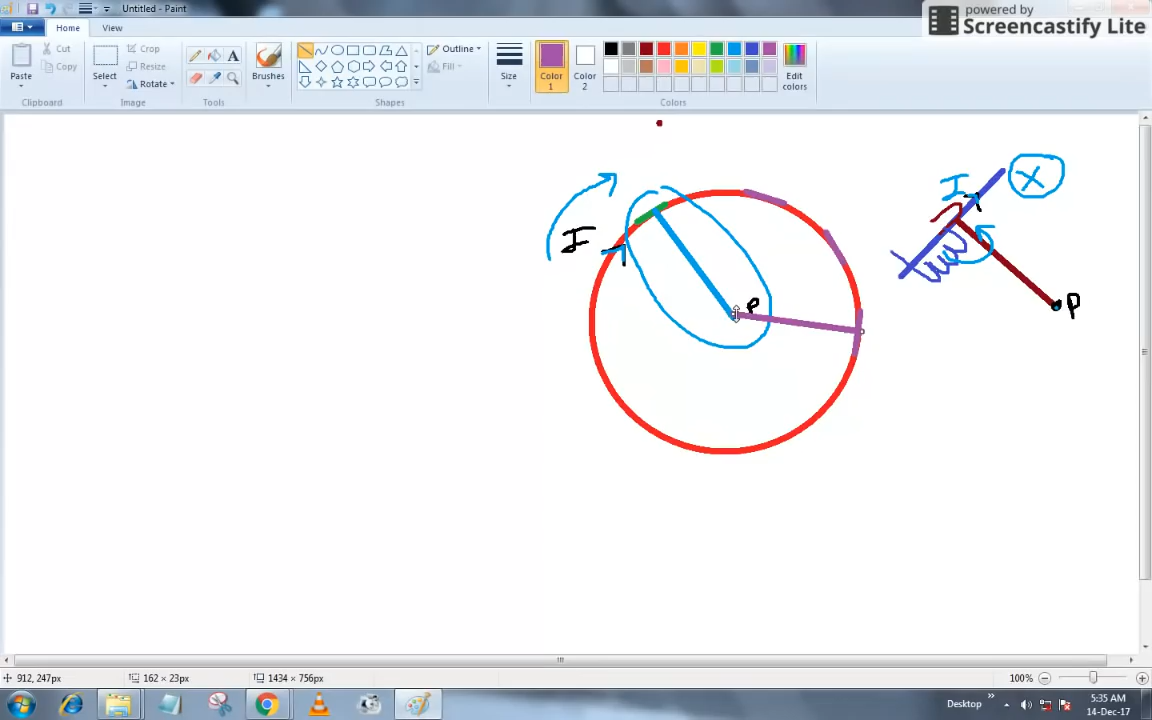 Untitled - Paint
powered by
Screencastify Lite
Home
View
Paste
Cut
Copy
Clipboard
Select
Crop
Resize
Rotate
Image
A
Tools
Brushes
Shapes
Outline
Fill
Size
Color 1
Color 2
Edit colors
Colors
I
X
I
P
P
912, 247px
162 × 23px
1434 × 756px
100%
Desktop
5:35 AM
14-Dec-17